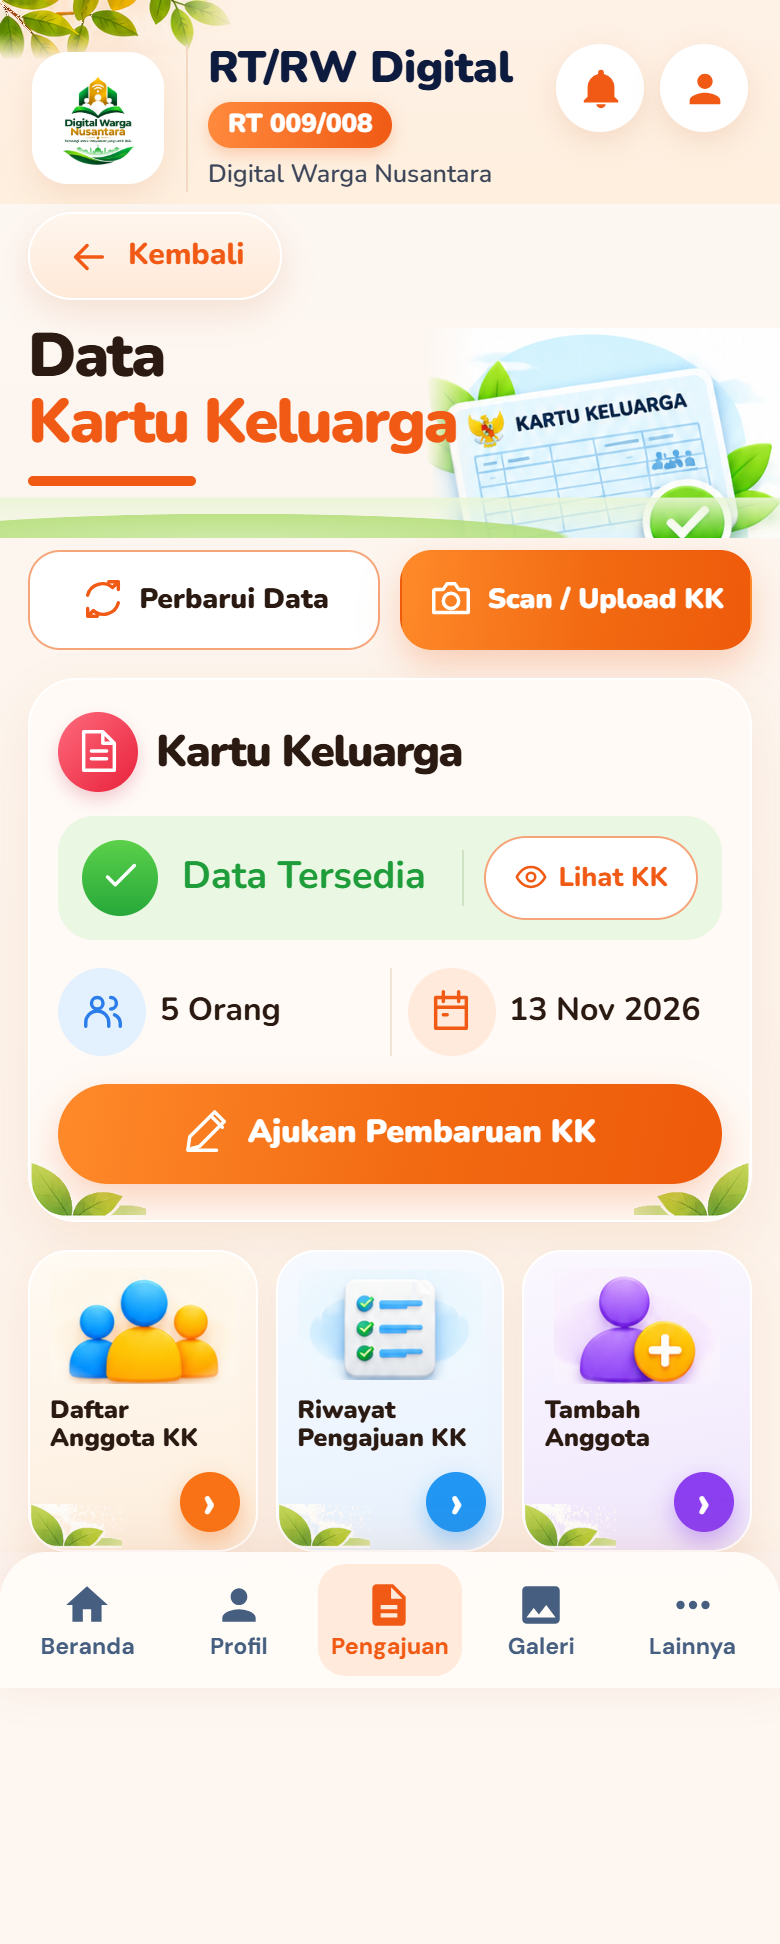 RT/RW Digital
RT 009/008
Digital Warga Nusantara
Digital Warga
Nusantara
Kembali
Data
Kartu Keluarga
KARTU KELUARGA
Perbarui Data
Scan / Upload KK
Kartu Keluarga
Data Tersedia
Lihat KK
5 Orang
13 Nov 2026
Ajukan Pembaruan KK
Daftar
Anggota KK
Riwayat
Pengajuan KK
Tambah
Anggota
Beranda
Profil
Pengajuan
Galeri
Lainnya